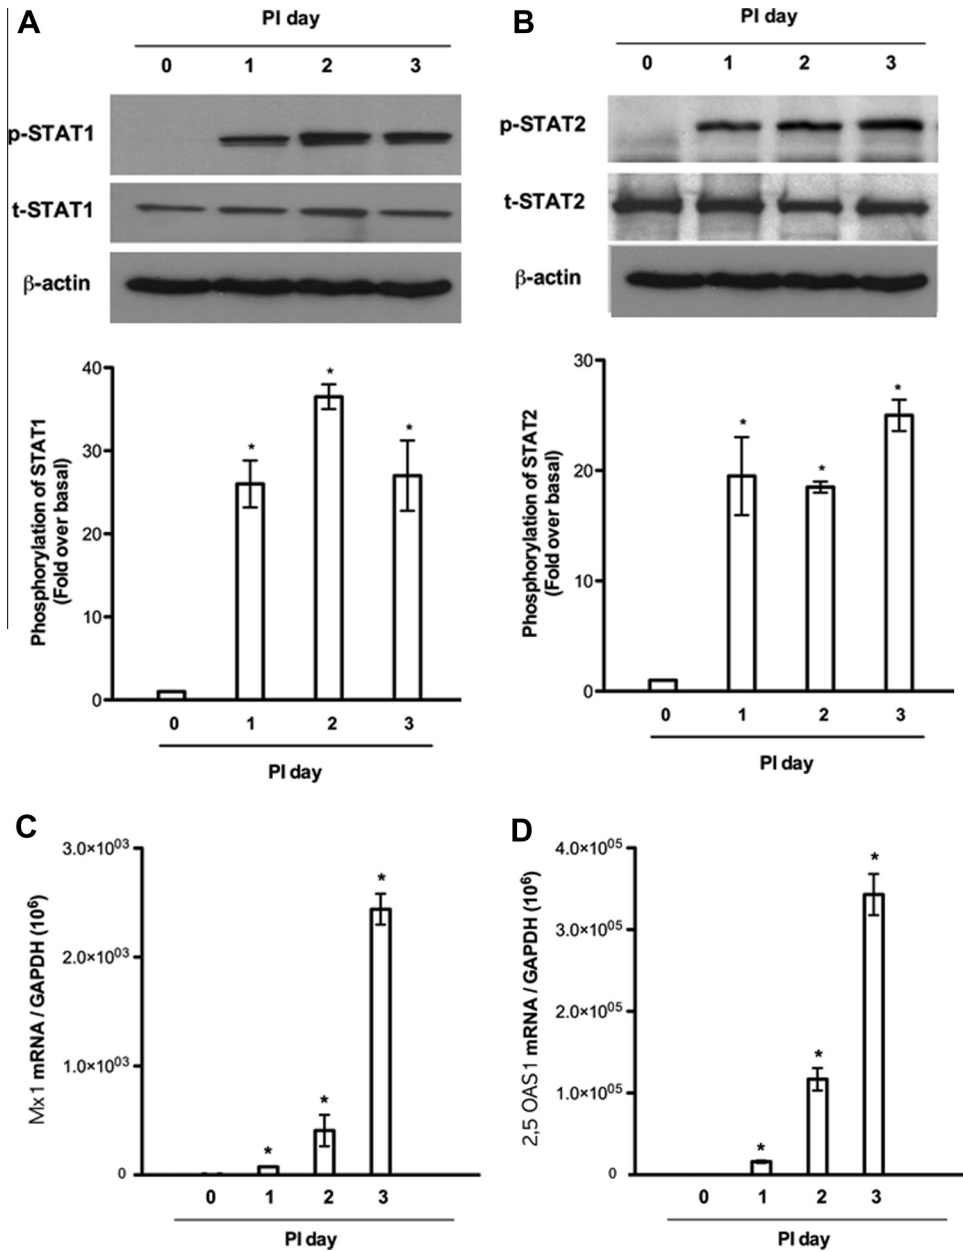 A
PI day
0 1 2 3
p-STAT1
t-STAT1
β-actin
40
30
20
10
0
Phosphorylation of STAT1
(Fold over basal)
* * *
0 1 2 3
PI day
B
PI day
0 1 2 3
p-STAT2
t-STAT2
β-actin
30
20
10
0
Phosphorylation of STAT2
(Fold over basal)
* * *
0 1 2 3
PI day
C
3.0×10⁰³
2.0×10⁰³
1.0×10⁰³
0
Mx1 mRNA / GAPDH (10⁶)
* * *
0 1 2 3
PI day
D
4.0×10⁰⁵
3.0×10⁰⁵
2.0×10⁰⁵
1.0×10⁰⁵
0
2,5 OAS1 mRNA / GAPDH (10⁶)
* * *
0 1 2 3
PI day